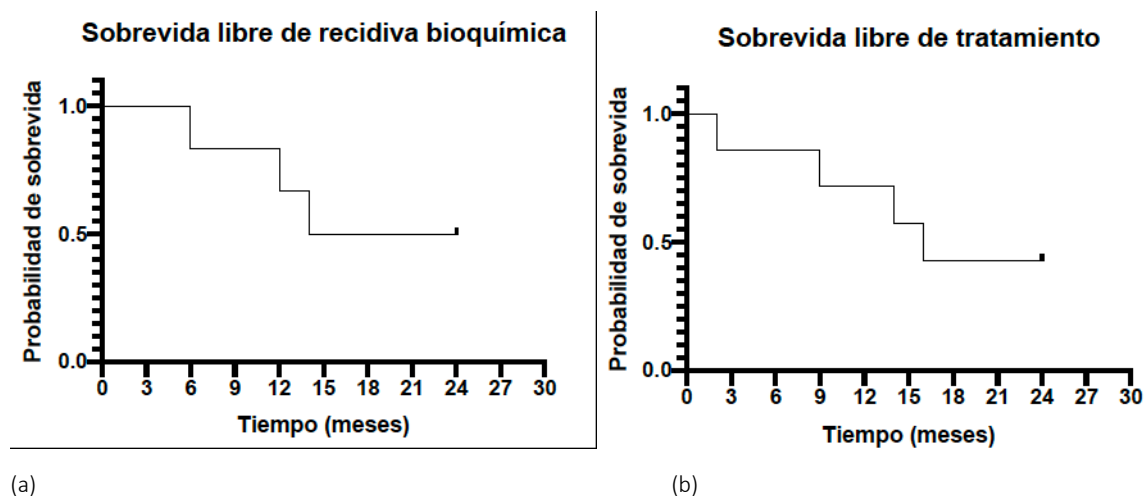 Sobrevida libre de recidiva bioquímica
Probabilidad de sobrevida
1.0
0.5
0.0
0 3 6 9 12 15 18 21 24 27 30
Tiempo (meses)
(a)
Sobrevida libre de tratamiento
Probabilidad de sobrevida
1.0
0.5
0.0
0 3 6 9 12 15 18 21 24 27 30
Tiempo (meses)
(b)